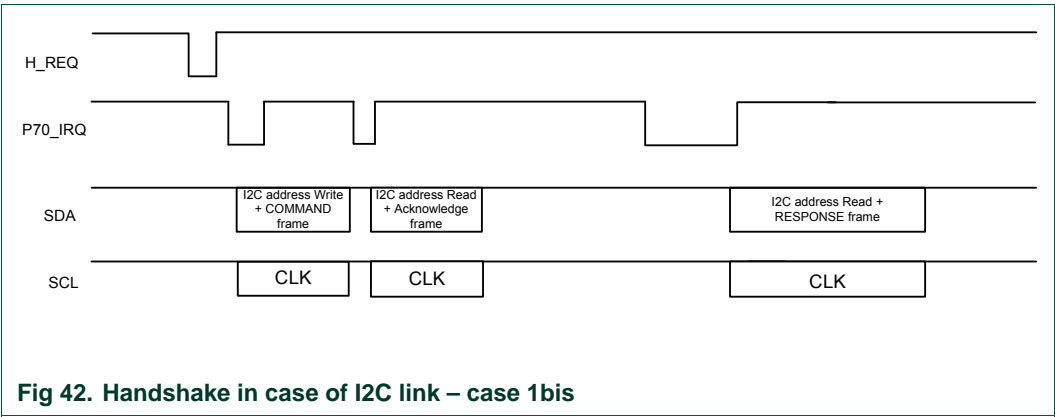 H_REQ
P70_IRQ
SDA
I2C address Write
+ COMMAND
frame
I2C address Read
+ Acknowledge
frame
I2C address Read +
RESPONSE frame
SCL
CLK
CLK
CLK
Fig 42. Handshake in case of I2C link – case 1bis